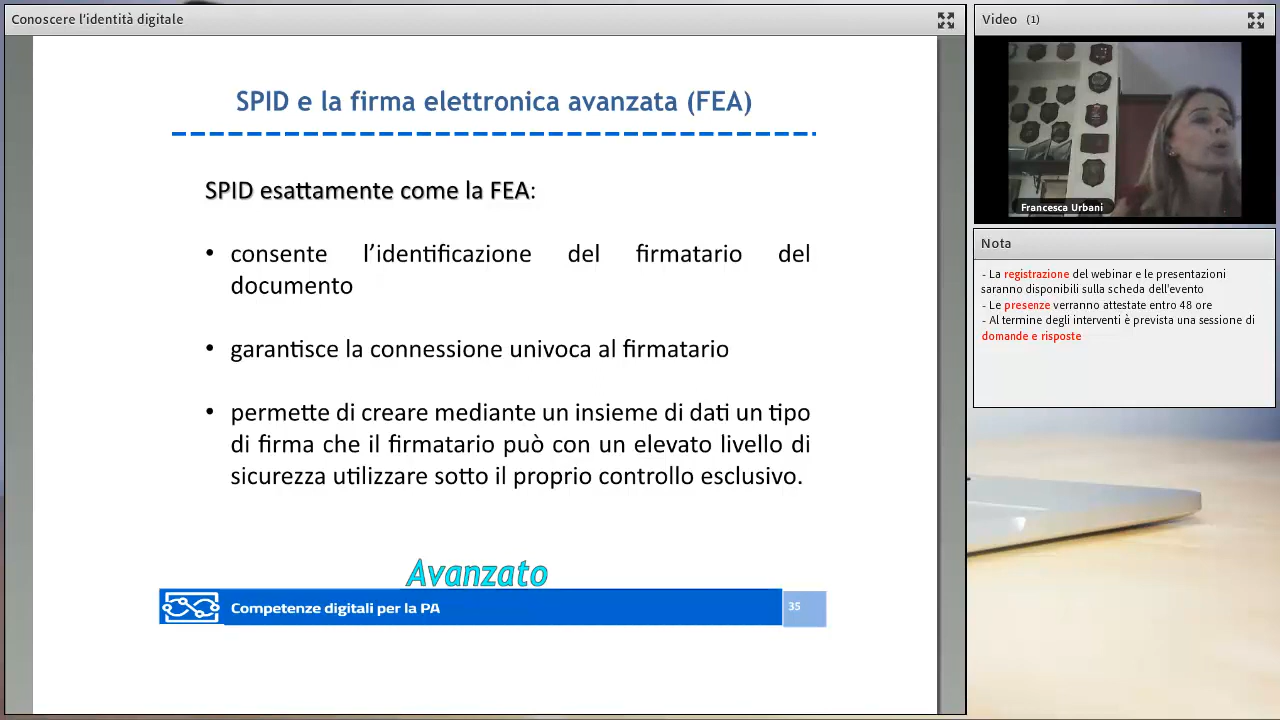 Conoscere l'identità digitale
SPID e la firma elettronica avanzata (FEA)
SPID esattamente come la FEA:
• consente l’identificazione del firmatario del
documento
• garantisce la connessione univoca al firmatario
• permette di creare mediante un insieme di dati un tipo
di firma che il firmatario può con un elevato livello di
sicurezza utilizzare sotto il proprio controllo esclusivo.
Avanzato
Competenze digitali per la PA
35
Video (1)
Francesca Urbani
Nota
- La registrazione del webinar e le presentazioni
saranno disponibili sulla scheda dell'evento
- Le presenze verranno attestate entro 48 ore
- Al termine degli interventi è prevista una sessione di
domande e risposte